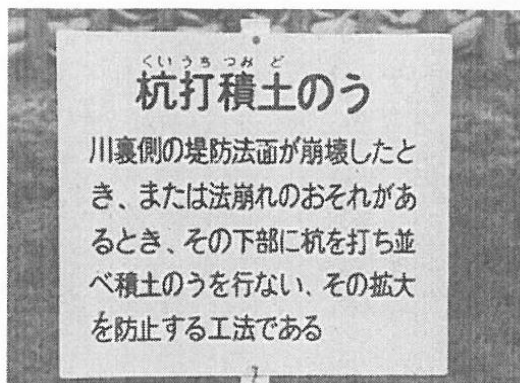 くい うち つみ ど
杭打積土のう
川裏側の堤防法面が崩壊したと
き、または法崩れのおそれがあ
るとき、その下部に杭を打ち並
べ積土のうを行ない、その拡大
を防止する工法である